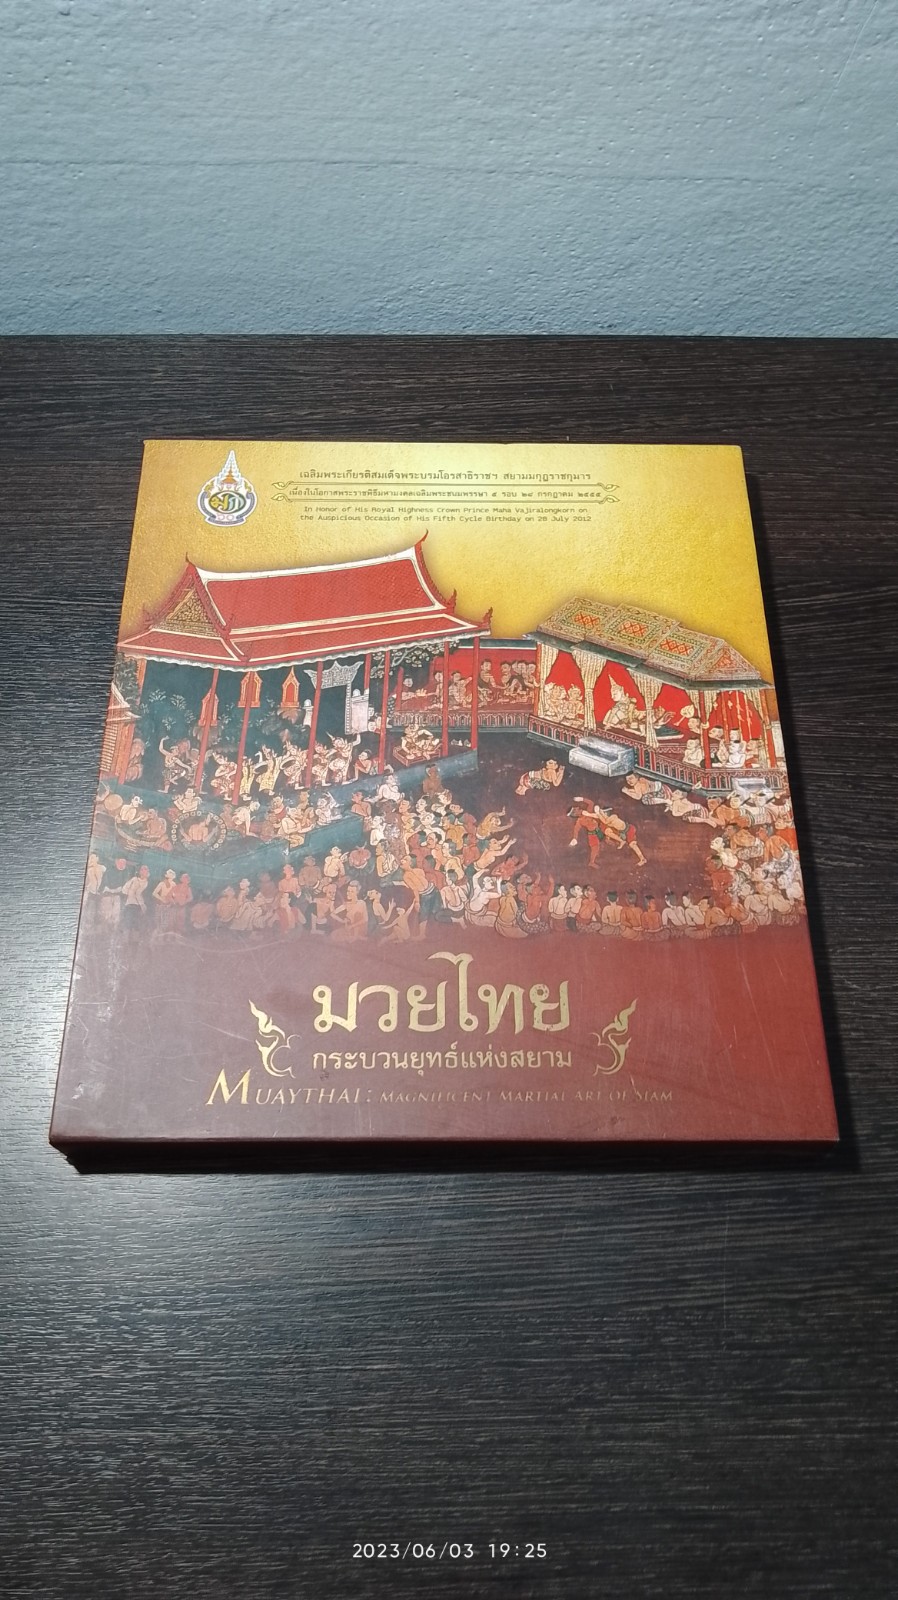 เฉลิมพระเกียรติสมเด็จพระบรมโอรสาธิราชฯ สยามมกุฎราชกุมาร
เนื่องในโอกาสพระราชพิธีมหามงคลเฉลิมพระชนมพรรษา ๕ รอบ ๒๘ กรกฎาคม ๒๕๕๕
In Honor of His Royal Highness Crown Prince Maha Vajiralongkorn on
the Auspicious Occasion of His Fifth Cycle Birthday on 28 July 2012
มวยไทย
กระบวนยุทธ์แห่งสยาม
MUAYTHAI: MAGNIFICENT MARTIAL ART OF SIAM
2023/06/03 19:25